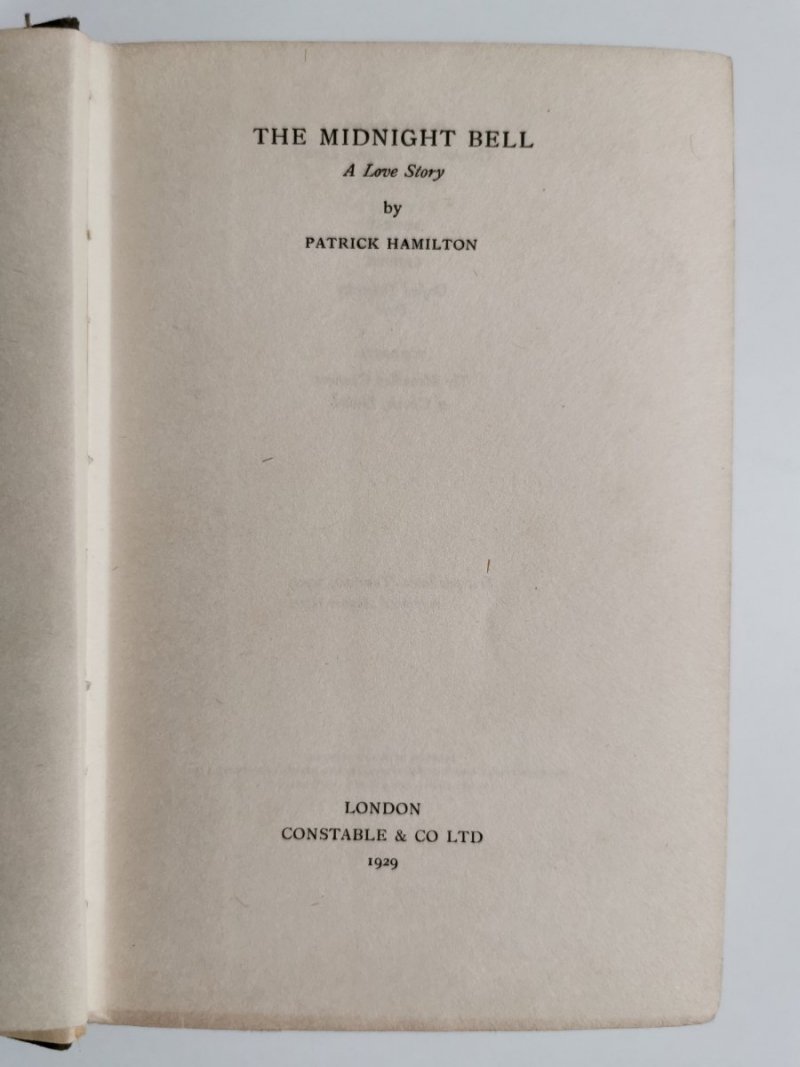 THE MIDNIGHT BELL
A Love Story
by
PATRICK HAMILTON
LONDON
CONSTABLE & CO LTD
1929